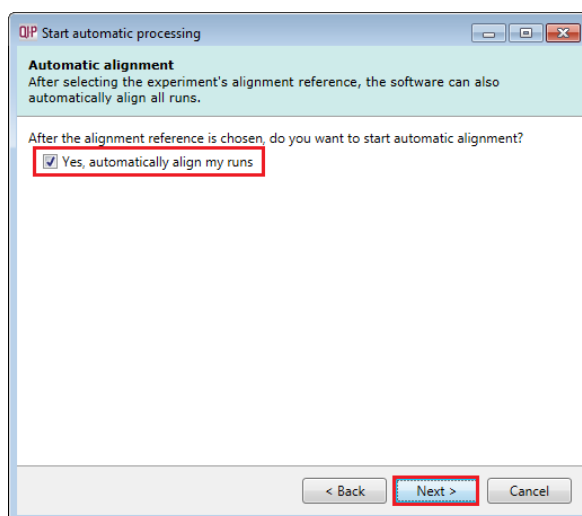 QIP Start automatic processing
Automatic alignment
After selecting the experiment's alignment reference, the software can also
automatically align all runs.
After the alignment reference is chosen, do you want to start automatic alignment?
Yes, automatically align my runs
< Back Next > Cancel